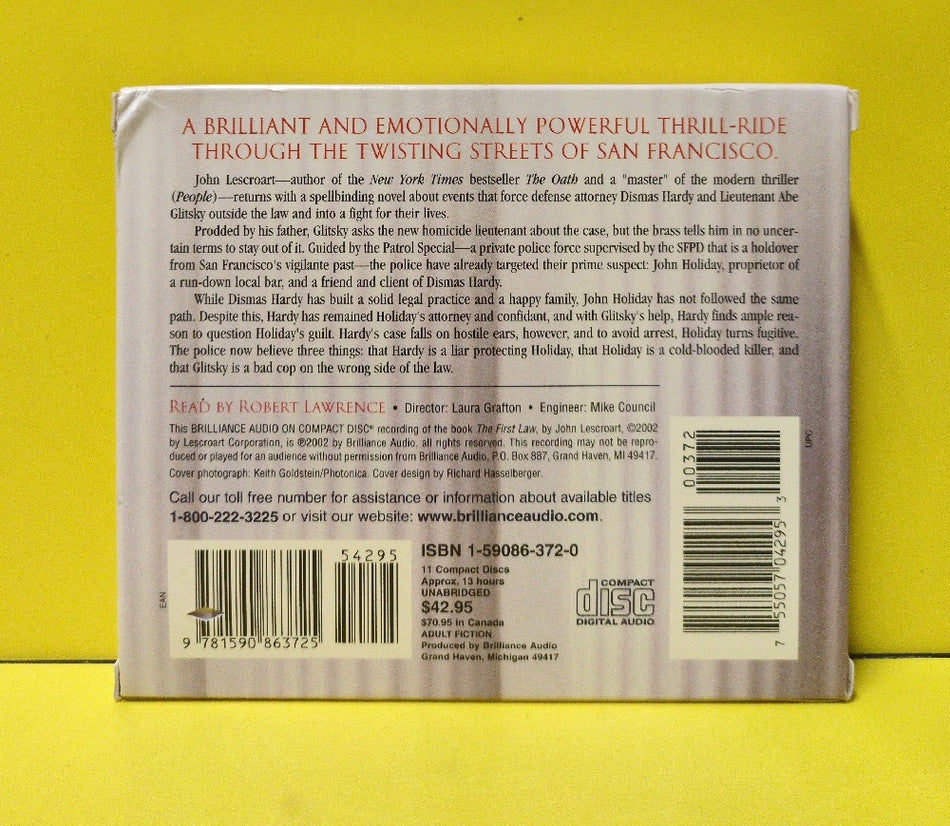 A BRILLIANT AND EMOTIONALLY POWERFUL THRILL-RIDE
THROUGH THE TWISTING STREETS OF SAN FRANCISCO.
John Lescroart—author of the New York Times bestseller The Oath and a "master" of the modern thriller
(People)—returns with a spellbinding novel about events that force defense attorney Dismas Hardy and Lieutenant Abe
Glitsky outside the law and into a fight for their lives.
Prodded by his father, Glitsky asks the new homicide lieutenant about the case, but the brass tells him in no uncer-
tain terms to stay out of it. Guided by the Patrol Special—a private police force supervised by the SFPD that is a holdover
from San Francisco's vigilante past—the police have already targeted their prime suspect: John Holiday, proprietor of
a run-down local bar, and a friend and client of Dismas Hardy.
While Dismas Hardy has built a solid legal practice and a happy family, John Holiday has not followed the same
path. Despite this, Hardy has remained Holiday's attorney and confidant, and with Glitsky's help, Hardy finds ample rea-
son to question Holiday's guilt. Hardy's case falls on hostile ears, however, and to avoid arrest, Holiday turns fugitive.
The police now believe three things: that Hardy is a liar protecting Holiday, that Holiday is a cold-blooded killer, and
that Glitsky is a bad cop on the wrong side of the law.
READ BY ROBERT LAWRENCE • Director: Laura Grafton • Engineer: Mike Council
This BRILLIANCE AUDIO ON COMPACT DISC® recording of the book The First Law, by John Lescroart, ©2002
by Lescroart Corporation, is ℗2002 by Brilliance Audio, all rights reserved. This recording may not be repro-
duced or played for an audience without permission from Brilliance Audio, P.O. Box 887, Grand Haven, MI 49417.
Cover photograph: Keith Goldstein/Photonica. Cover design by Richard Hasselberger.
Call our toll free number for assistance or information about available titles
1-800-222-3225 or visit our website: www.brillianceaudio.com.
EAN
54295
9 781590 863725
ISBN 1-59086-372-0
11 Compact Discs
Approx. 13 hours
UNABRIDGED
$42.95
$70.95 in Canada
ADULT FICTION
Produced by Brilliance Audio
Grand Haven, Michigan 49417
COMPACT
disc
DIGITAL AUDIO
UPC
00372
7 55057 04295 3